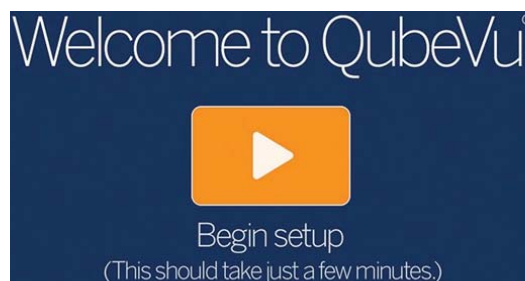 Welcome to QubeVu
Begin setup
(This should take just a few minutes.)